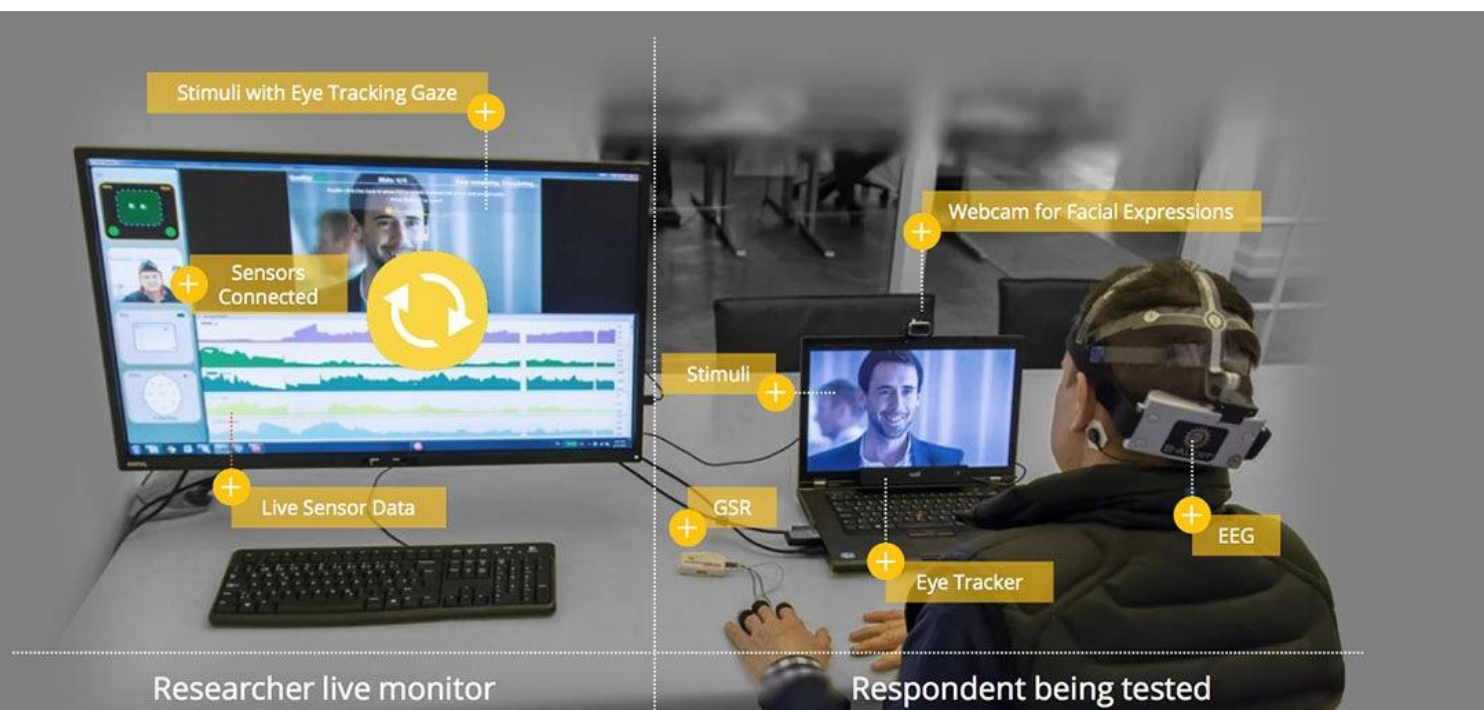 Stimuli with Eye Tracking Gaze
Webcam for Facial Expressions
Sensors
Connected
Stimuli
Live Sensor Data
GSR
EEG
Eye Tracker
Researcher live monitor
Respondent being tested